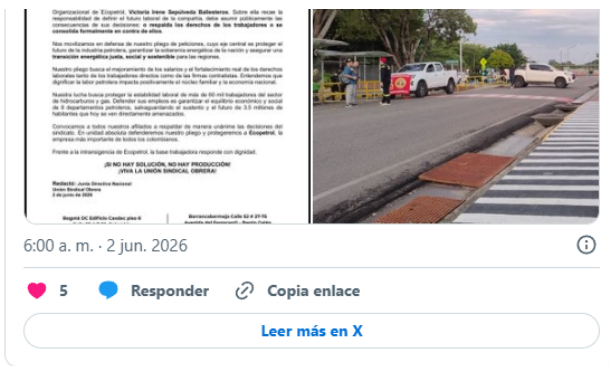 Organizacional de Ecopetrol, Victoria Irene Sepúlveda Ballesteros. Sobre ella recae la
responsabilidad de definir el futuro laboral de la compañía, debe asumir públicamente las
consecuencias de sus decisiones: o respalda los derechos de los trabajadores o se
consolida formalmente en contra de ellos.
Nos movilizamos en defensa de nuestro pliego de peticiones, cuyo eje central es proteger el
futuro de la industria petrolera, garantizar la soberanía energética de la nación y asegurar una
transición energética justa, social y sostenible para las regiones.
Nuestro pliego busca el mejoramiento de los salarios y el fortalecimiento real de los derechos
laborales tanto de los trabajadores directos como de las firmas contratistas. Entendemos que
dignificar la labor petrolera impacta positivamente el núcleo familiar y la economía nacional.
Nuestra lucha busca proteger la estabilidad laboral de más de 60 mil trabajadores del sector
de hidrocarburos y gas. Defender sus empleos es garantizar el equilibrio económico y social
de 8 departamentos petroleros, salvaguardando el sustento y el futuro de 3.5 millones de
habitantes que hoy se ven directamente amenazados.
Convocamos a todos nuestros afiliados a respaldar de manera unánime las decisiones del
sindicato. En unidad absoluta defenderemos nuestro pliego y protegeremos a Ecopetrol, la
empresa más importante de todos los colombianos.
Frente a la intransigencia de Ecopetrol, la base trabajadora responde con dignidad.
¡SI NO HAY SOLUCIÓN, NO HAY PRODUCCIÓN!
¡VIVA LA UNIÓN SINDICAL OBRERA!
Redactó: Junta Directiva Nacional
Unión Sindical Obrera
2 de junio de 2026
Bogotá DC Edificio Caxdac piso 6
Barrancabermeja Calle 52 #
6:00 a. m. · 2 jun. 2026
5 Responder Copia enlace
Leer más en X